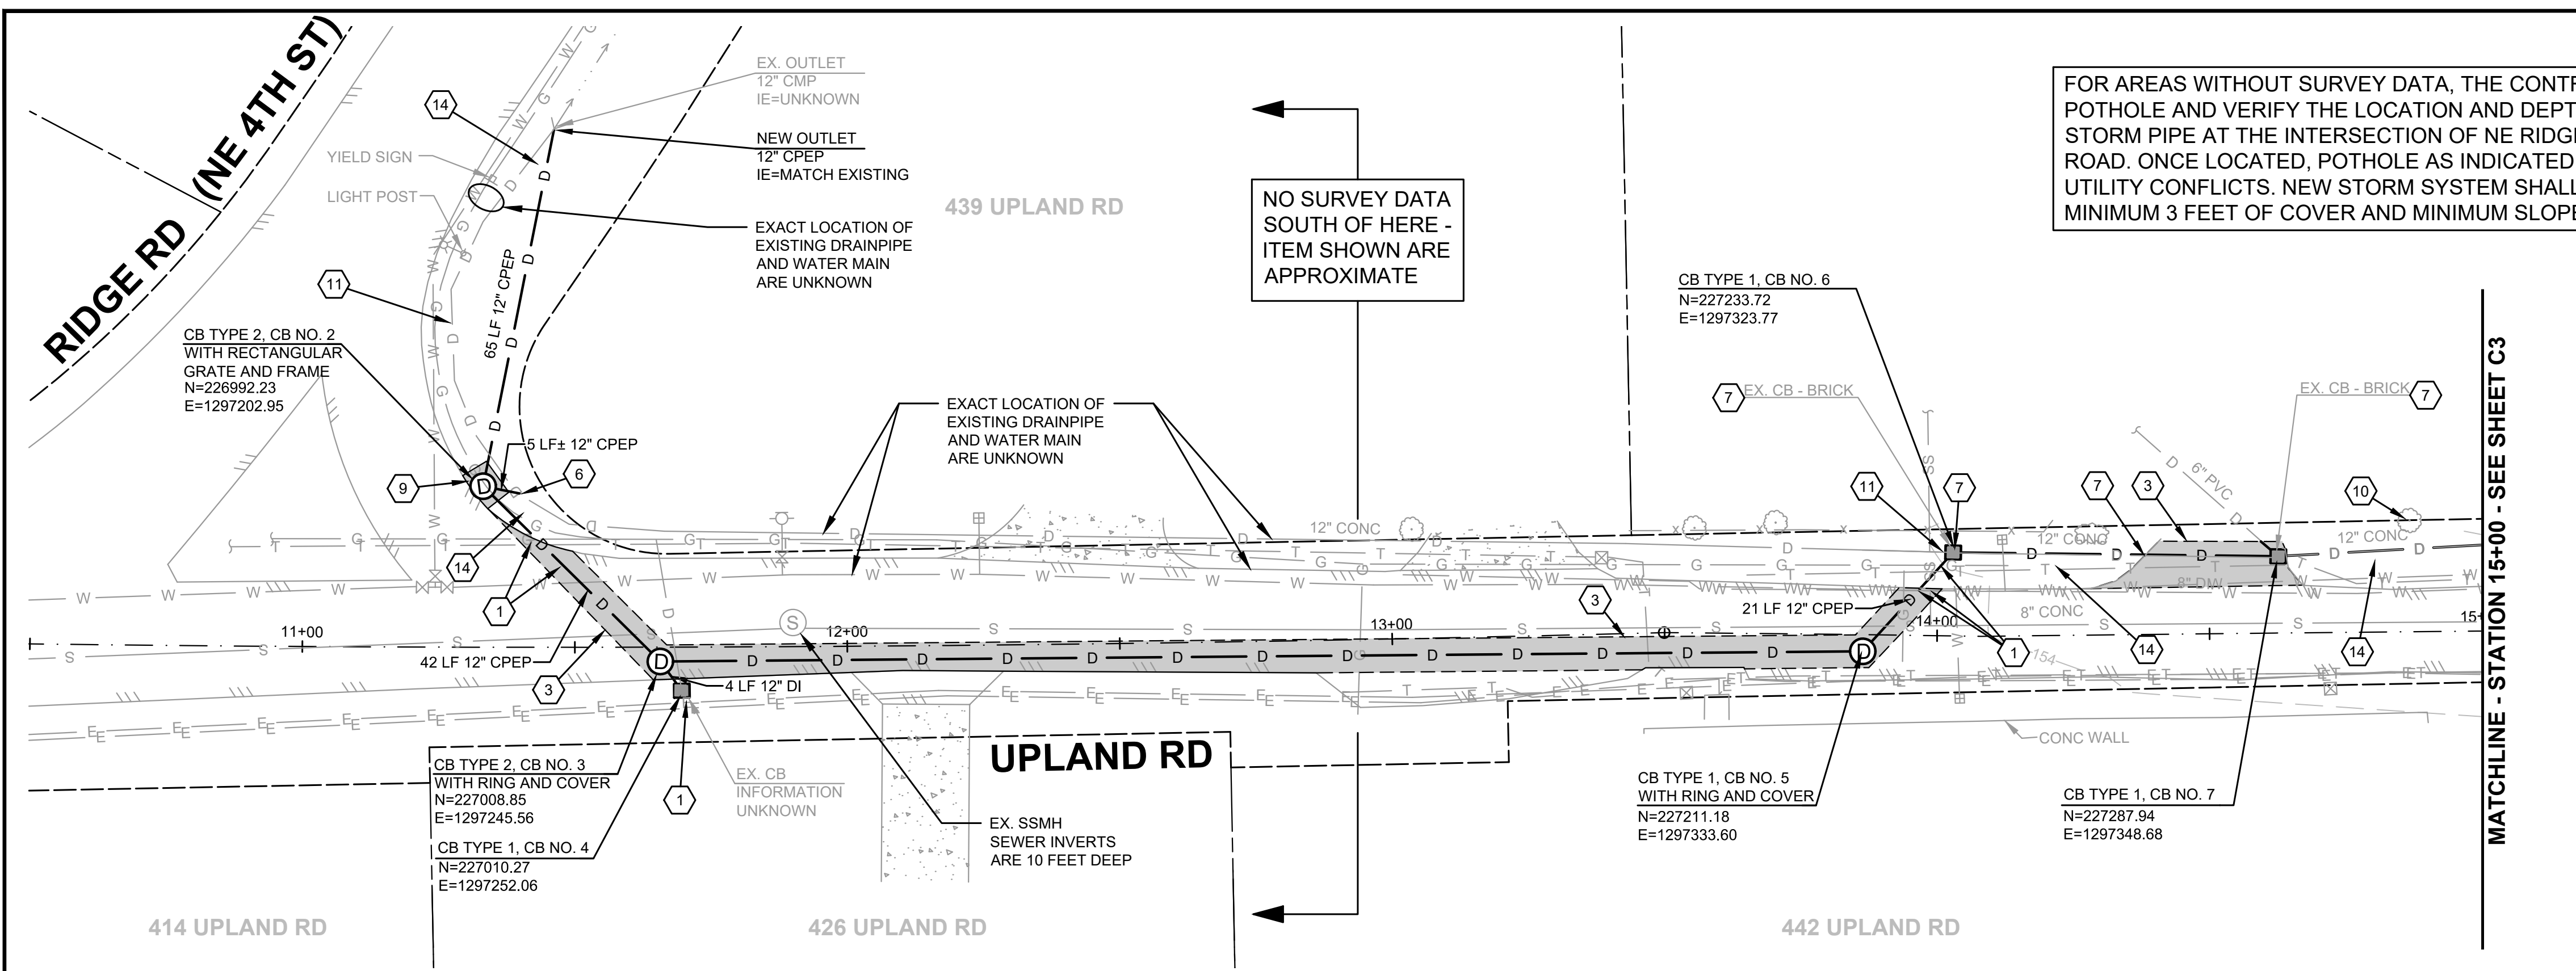 RIDGE RD (NE 4TH ST)
EX. OUTLET
12" CMP
IE=UNKNOWN
NEW OUTLET
12" CPEP
IE=MATCH EXISTING
EXACT LOCATION OF
EXISTING DRAINPIPE
AND WATER MAIN
ARE UNKNOWN
14
YIELD SIGN
LIGHT POST
11
65 LF 12" CPEP
439 UPLAND RD
NO SURVEY DATA
SOUTH OF HERE -
ITEM SHOWN ARE
APPROXIMATE
FOR AREAS WITHOUT SURVEY DATA, THE CONTR
POTHOLE AND VERIFY THE LOCATION AND DEPT
STORM PIPE AT THE INTERSECTION OF NE RIDGE
ROAD. ONCE LOCATED, POTHOLE AS INDICATED
UTILITY CONFLICTS. NEW STORM SYSTEM SHALL
MINIMUM 3 FEET OF COVER AND MINIMUM SLOPE
CB TYPE 2, CB NO. 2
WITH RECTANGULAR
GRATE AND FRAME
N=226992.23
E=1297202.95
CB TYPE 1, CB NO. 6
N=227233.72
E=1297323.77
7
EX. CB - BRICK
EX. CB - BRICK
7
EXACT LOCATION OF
EXISTING DRAINPIPE
AND WATER MAIN
ARE UNKNOWN
5 LF± 12" CPEP
6
9
14
1
11
7
7
3
6" PVC
10
12" CONC
12" CONC
12" CONC
8" DW
8" CONC
3
21 LF 12" CPEP
11+00
12+00
13+00
14+00
15+
42 LF 12" CPEP
3
4 LF 12" DI
1
14
14
154
CONC WALL
MATCHLINE - STATION 15+00 - SEE SHEET C3
UPLAND RD
CB TYPE 2, CB NO. 3
WITH RING AND COVER
N=227008.85
E=1297245.56
CB TYPE 1, CB NO. 4
N=227010.27
E=1297252.06
1
EX. CB
INFORMATION
UNKNOWN
EX. SSMH
SEWER INVERTS
ARE 10 FEET DEEP
CB TYPE 1, CB NO. 5
WITH RING AND COVER
N=227211.18
E=1297333.60
CB TYPE 1, CB NO. 7
N=227287.94
E=1297348.68
414 UPLAND RD
426 UPLAND RD
442 UPLAND RD